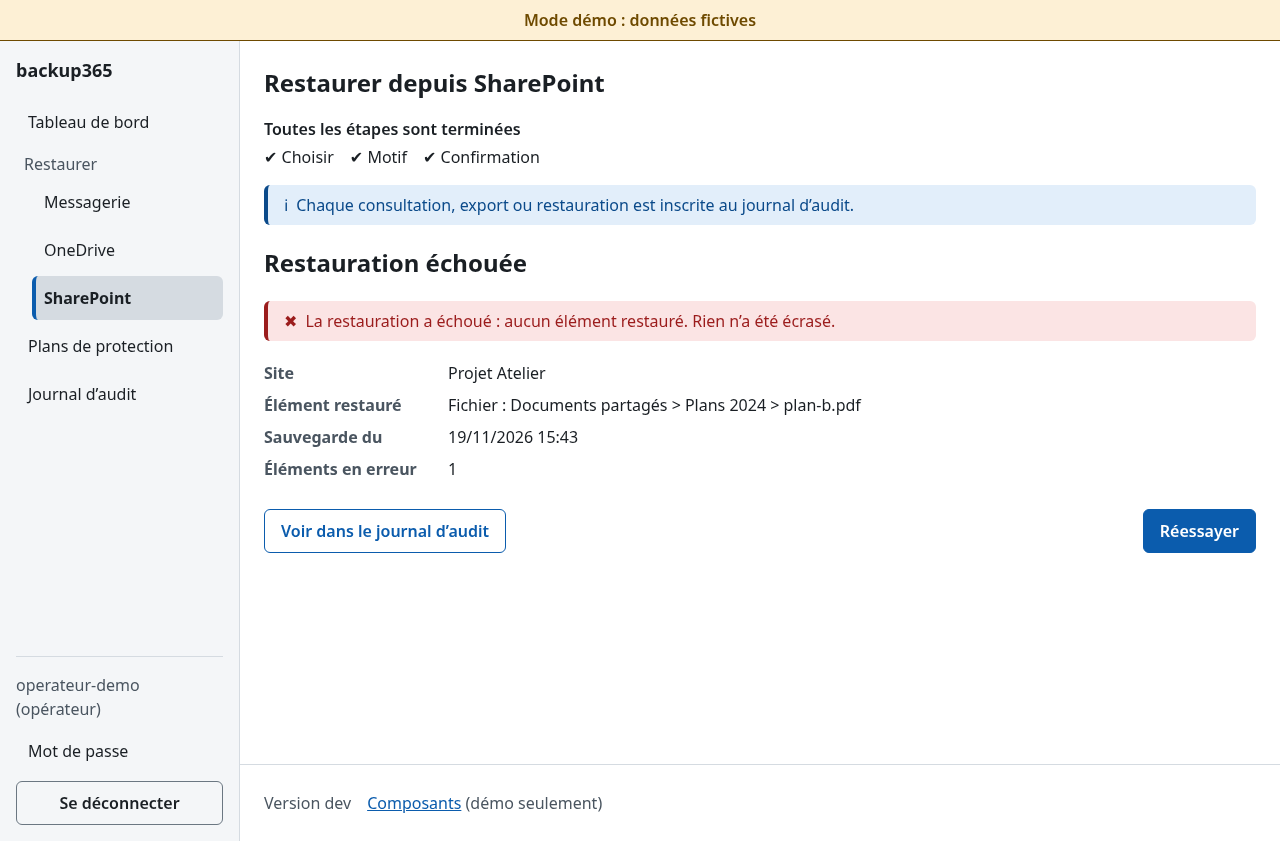 Mode démo : données fictives
backup365
Tableau de bord
Restaurer
Messagerie
OneDrive
SharePoint
Plans de protection
Journal d’audit
operateur-demo
(opérateur)
Mot de passe
Se déconnecter
Restaurer depuis SharePoint
Toutes les étapes sont terminées
✔ Choisir ✔ Motif ✔ Confirmation
i Chaque consultation, export ou restauration est inscrite au journal d’audit.
Restauration échouée
✖ La restauration a échoué : aucun élément restauré. Rien n’a été écrasé.
Site Projet Atelier
Élément restauré Fichier : Documents partagés > Plans 2024 > plan-b.pdf
Sauvegarde du 19/11/2026 15:43
Éléments en erreur 1
Voir dans le journal d’audit Réessayer
Version dev Composants (démo seulement)